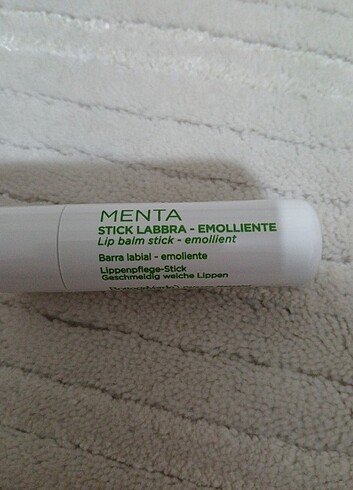 MENTA
STICK LABBRA - EMOLLIENTE
Lip balm stick - emollient
Barra labial - emoliente
Lippenpflege-Stick
Geschmeidig weiche Lippen